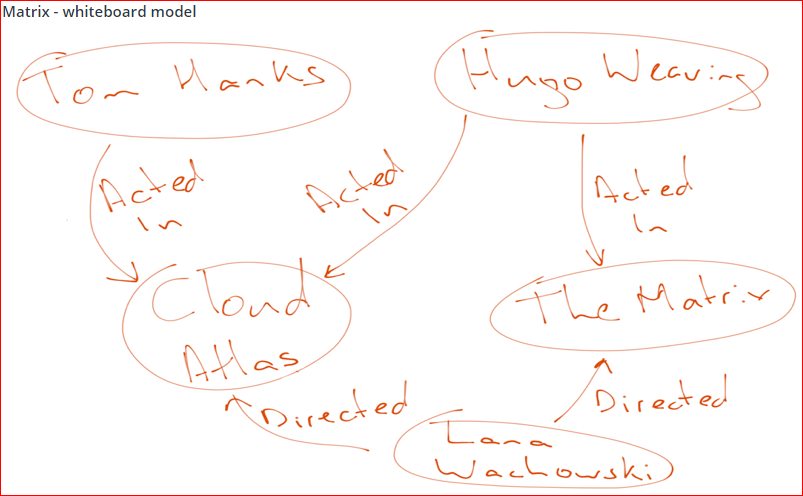 Matrix - whiteboard model
Tom Hanks
Hugo Weaving
Acted
In
Acted
In
Acted
In
Cloud
Atlas
The Matrix
Directed
Directed
Lana
Wachowski